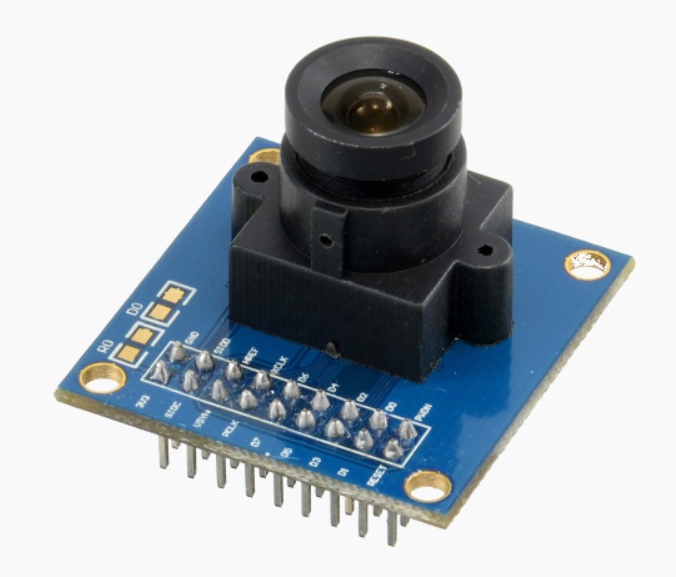 R0
D0
GND
SIOD
HREF
XCLK
D6
D4
D2
D0
PWDN
3V3
SIOC
VSYN
PCLK
D7
D5
D3
D1
RESET